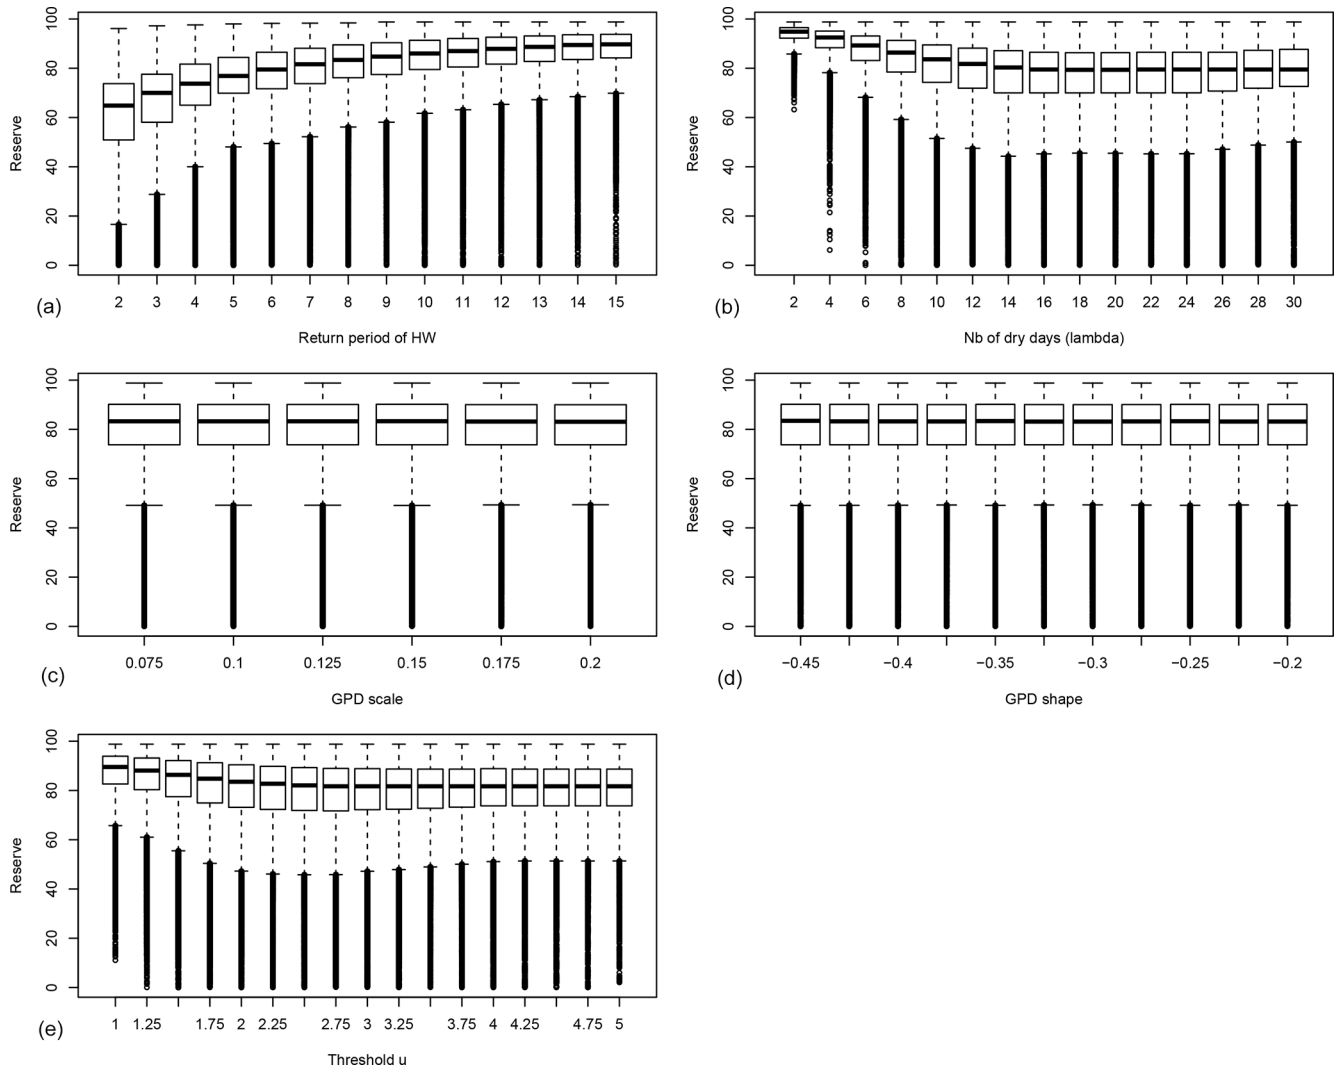 100
80
60
40
20
0
Reserve
2 3 4 5 6 7 8 9 10 11 12 13 14 15
(a)
Return period of HW
100
80
60
40
20
0
Reserve
2 4 6 8 10 12 14 16 18 20 22 24 26 28 30
(b)
Nb of dry days (lambda)
100
80
60
40
20
0
Reserve
0.075 0.1 0.125 0.15 0.175 0.2
(c)
GPD scale
100
80
60
40
20
0
Reserve
−0.45 −0.4 −0.35 −0.3 −0.25 −0.2
(d)
GPD shape
100
80
60
40
20
0
Reserve
1 1.25 1.75 2 2.25 2.75 3 3.25 3.75 4 4.25 4.75 5
(e)
Threshold u